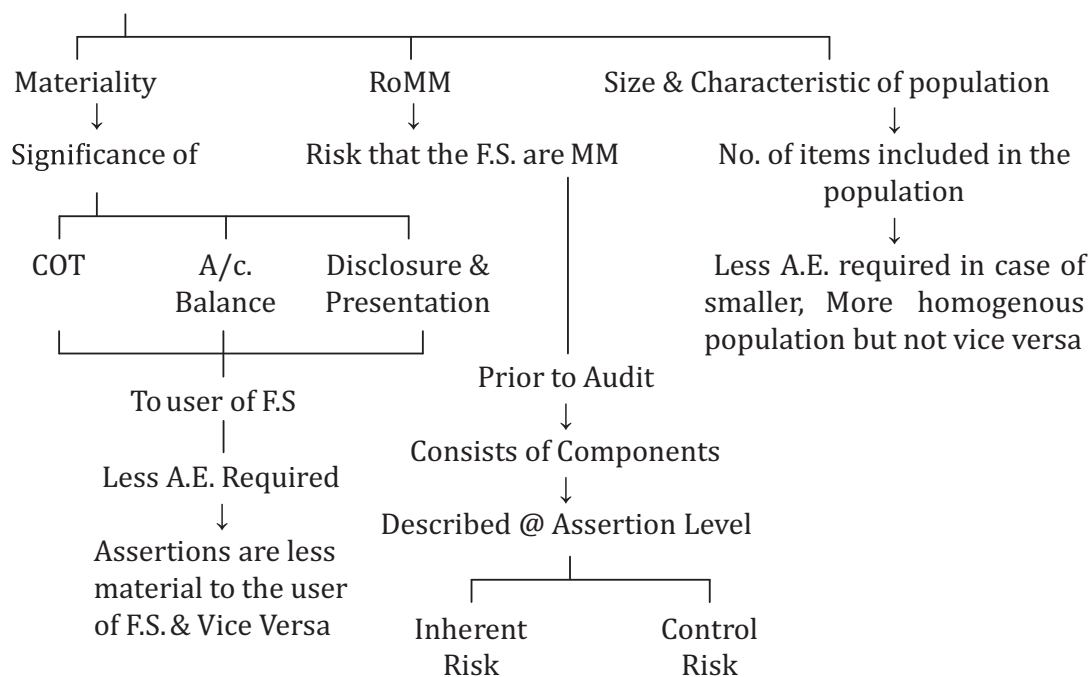 Materiality
RoMM
Size & Characteristic of population
↓
↓
↓
Significance of
Risk that the F.S. are MM
No. of items included in the
population
↓
COT
A/c.
Balance
Disclosure &
Presentation
Less A.E. required in case of
smaller, More homogenous
population but not vice versa
Prior to Audit
↓
To user of F.S
Consists of Components
↓
Less A.E. Required
↓
Described @ Assertion Level
Assertions are less
material to the user
of F.S. & Vice Versa
Inherent
Risk
Control
Risk